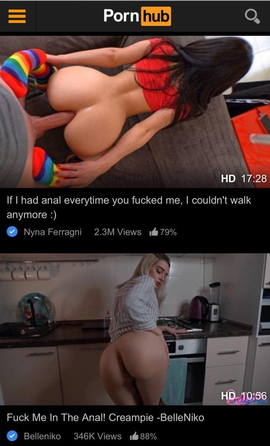 Porn hub
HD 17:28
If I had anal everytime you fucked me, I couldn't walk
anymore :)
Nyna Ferragni 2.3M Views 79%
HD 10:56
Fuck Me In The Anal! Creampie -BelleNiko
Belleniko 346K Views 88%